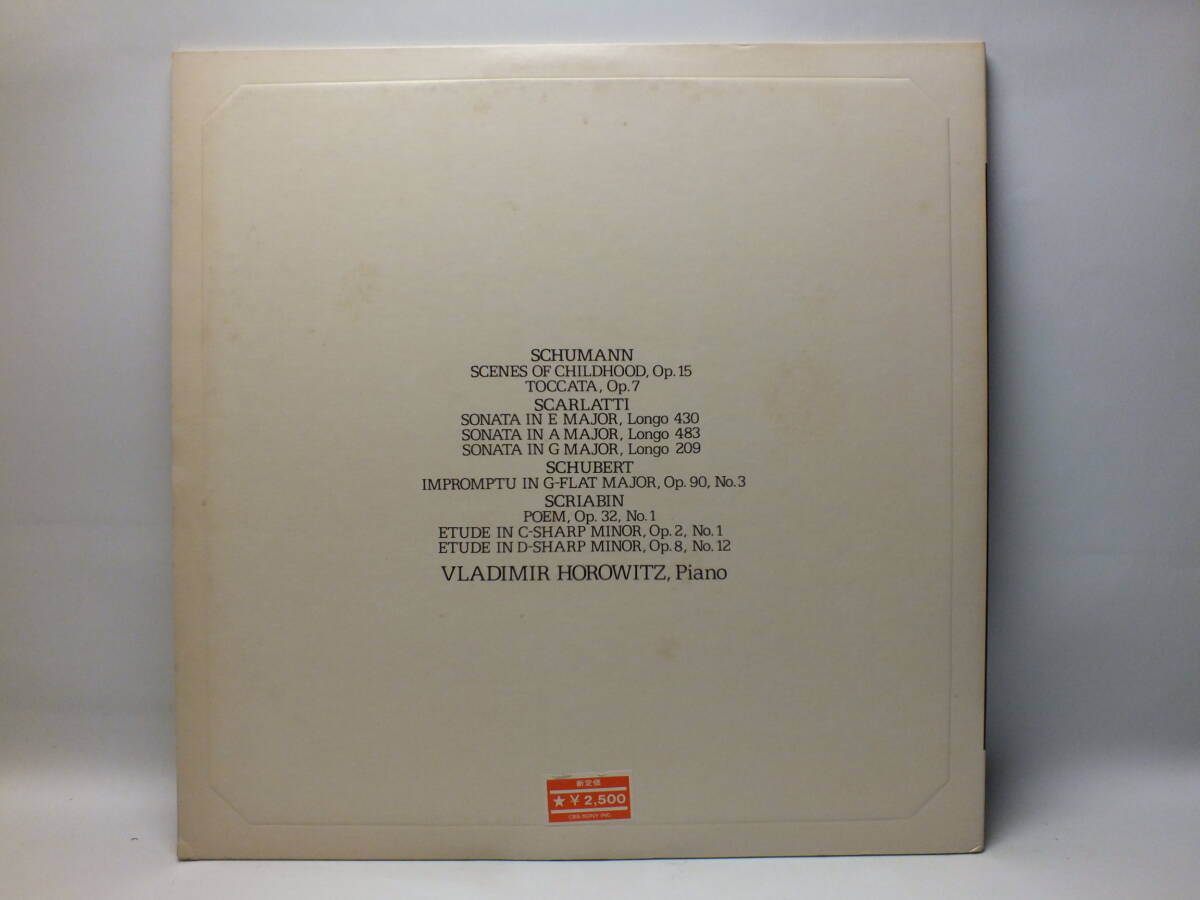 SCHUMANN
SCENES OF CHILDHOOD, Op. 15
TOCCATA, Op. 7
SCARLATTI
SONATA IN E MAJOR, Longo 430
SONATA IN A MAJOR, Longo 483
SONATA IN G MAJOR, Longo 209
SCHUBERT
IMPROMPTU IN G-FLAT MAJOR, Op. 90, No. 3
SCRIABIN
POEM, Op. 32, No. 1
ETUDE IN C-SHARP MINOR, Op. 2, No. 1
ETUDE IN D-SHARP MINOR, Op. 8, No. 12
VLADIMIR HOROWITZ, Piano
新定価
★ ¥2,500
CBS/SONY INC.